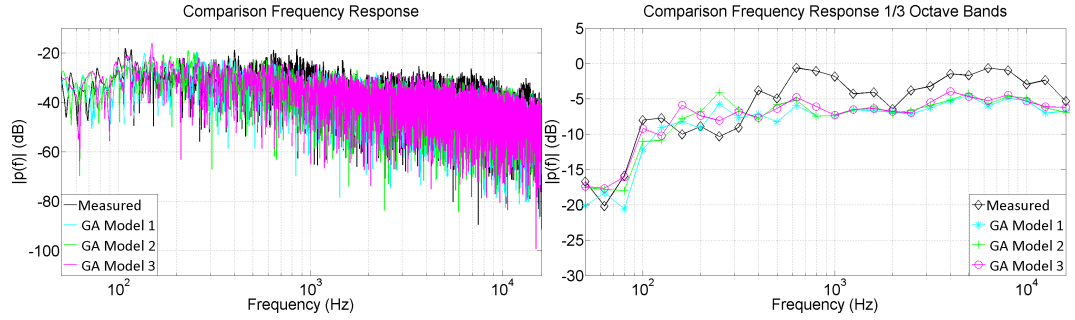 Comparison Frequency Response
|p(f)| (dB)
-20
-40
-60
-80
-100
Measured
GA Model 1
GA Model 2
GA Model 3
10^2
10^3
10^4
Frequency (Hz)
Comparison Frequency Response 1/3 Octave Bands
|p(f)| (dB)
5
0
-5
-10
-15
-20
-25
-30
Measured
GA Model 1
GA Model 2
GA Model 3
10^2
10^3
10^4
Frequency (Hz)